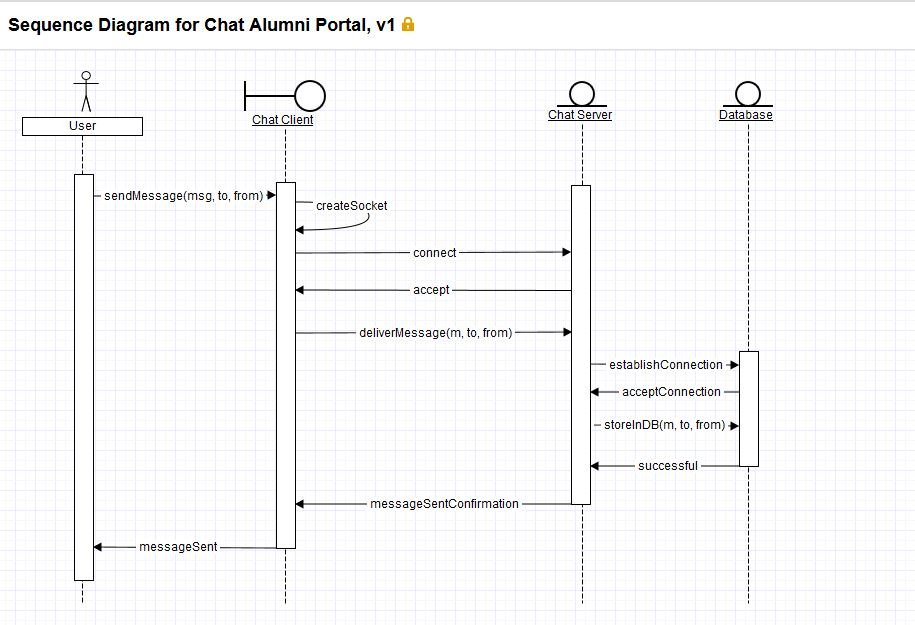 Sequence Diagram for Chat Alumni Portal, v1
User
Chat Client
Chat Server
Database
sendMessage(msg, to, from)
createSocket
connect
accept
deliverMessage(m, to, from)
establishConnection
acceptConnection
storeInDB(m, to, from)
successful
messageSentConfirmation
messageSent